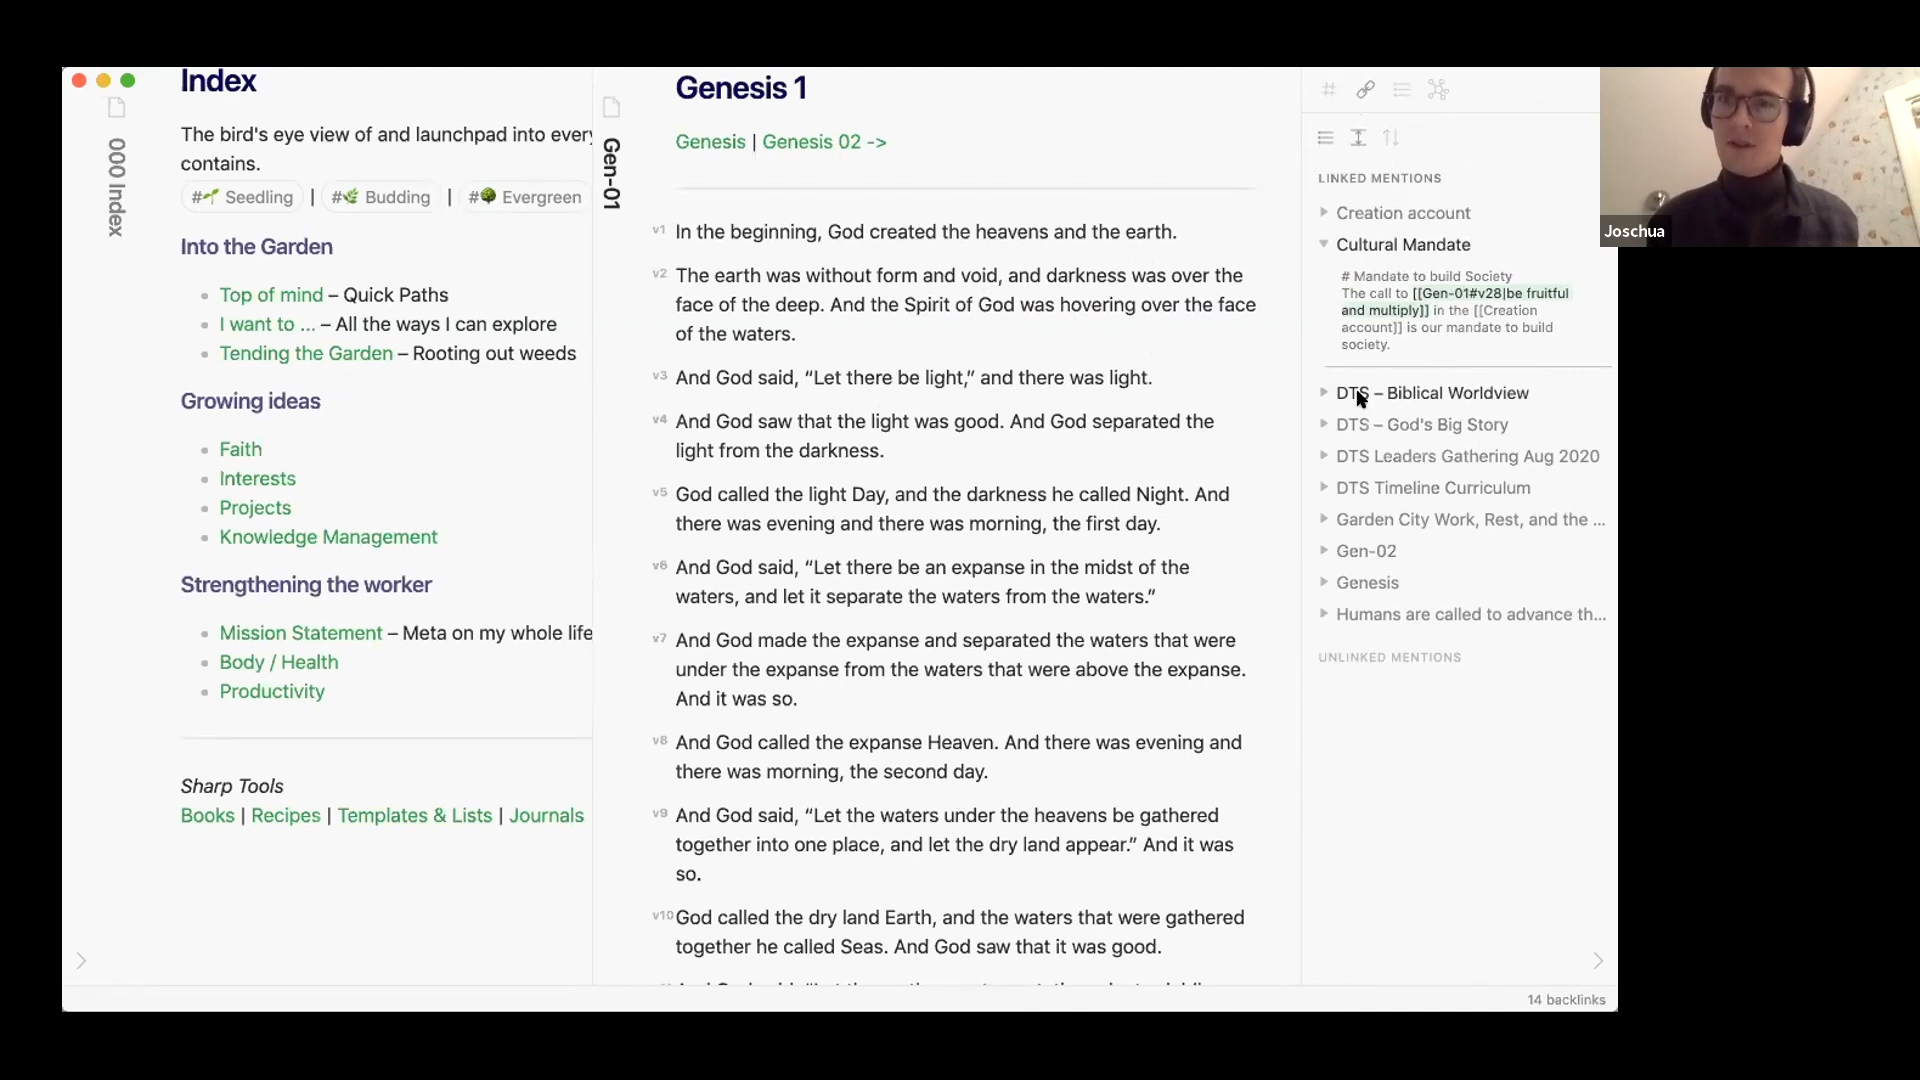 000 Index
Index
The bird's eye view of and launchpad into every
contains.
#🌱 Seedling | #🌿 Budding | #🌳 Evergreen
Into the Garden
Top of mind – Quick Paths
I want to ... – All the ways I can explore
Tending the Garden – Rooting out weeds
Growing ideas
Faith
Interests
Projects
Knowledge Management
Strengthening the worker
Mission Statement – Meta on my whole life
Body / Health
Productivity
Sharp Tools
Books | Recipes | Templates & Lists | Journals
Gen-01
Genesis 1
Genesis | Genesis 02 ->
v1 In the beginning, God created the heavens and the earth.
v2 The earth was without form and void, and darkness was over the
face of the deep. And the Spirit of God was hovering over the face
of the waters.
v3 And God said, “Let there be light,” and there was light.
v4 And God saw that the light was good. And God separated the
light from the darkness.
v5 God called the light Day, and the darkness he called Night. And
there was evening and there was morning, the first day.
v6 And God said, “Let there be an expanse in the midst of the
waters, and let it separate the waters from the waters.”
v7 And God made the expanse and separated the waters that were
under the expanse from the waters that were above the expanse.
And it was so.
v8 And God called the expanse Heaven. And there was evening and
there was morning, the second day.
v9 And God said, “Let the waters under the heavens be gathered
together into one place, and let the dry land appear.” And it was
so.
v10 God called the dry land Earth, and the waters that were gathered
together he called Seas. And God saw that it was good.
LINKED MENTIONS
Creation account
Cultural Mandate
# Mandate to build Society
The call to [[Gen-01#v28|be fruitful
and multiply]] in the [[Creation
account]] is our mandate to build
society.
DTS – Biblical Worldview
DTS – God's Big Story
DTS Leaders Gathering Aug 2020
DTS Timeline Curriculum
Garden City Work, Rest, and the ...
Gen-02
Genesis
Humans are called to advance th...
UNLINKED MENTIONS
14 backlinks
Joschua